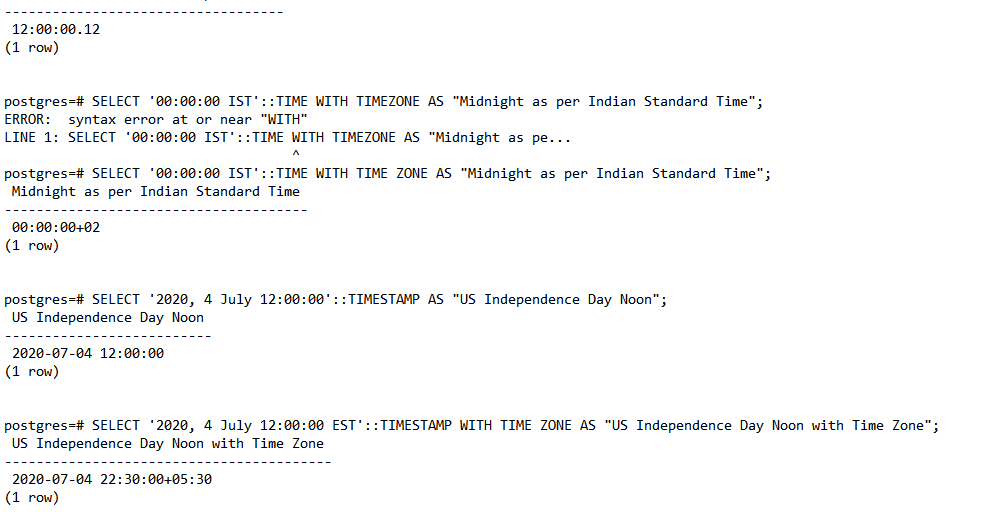 -----------------------------------
12:00:00.12
(1 row)
postgres=# SELECT '00:00:00 IST'::TIME WITH TIMEZONE AS "Midnight as per Indian Standard Time";
ERROR:  syntax error at or near "WITH"
LINE 1: SELECT '00:00:00 IST'::TIME WITH TIMEZONE AS "Midnight as pe...
^
postgres=# SELECT '00:00:00 IST'::TIME WITH TIME ZONE AS "Midnight as per Indian Standard Time";
Midnight as per Indian Standard Time
--------------------------------------
00:00:00+02
(1 row)
postgres=# SELECT '2020, 4 July 12:00:00'::TIMESTAMP AS "US Independence Day Noon";
US Independence Day Noon
--------------------------
2020-07-04 12:00:00
(1 row)
postgres=# SELECT '2020, 4 July 12:00:00 EST'::TIMESTAMP WITH TIME ZONE AS "US Independence Day Noon with Time Zone";
US Independence Day Noon with Time Zone
-----------------------------------------
2020-07-04 22:30:00+05:30
(1 row)